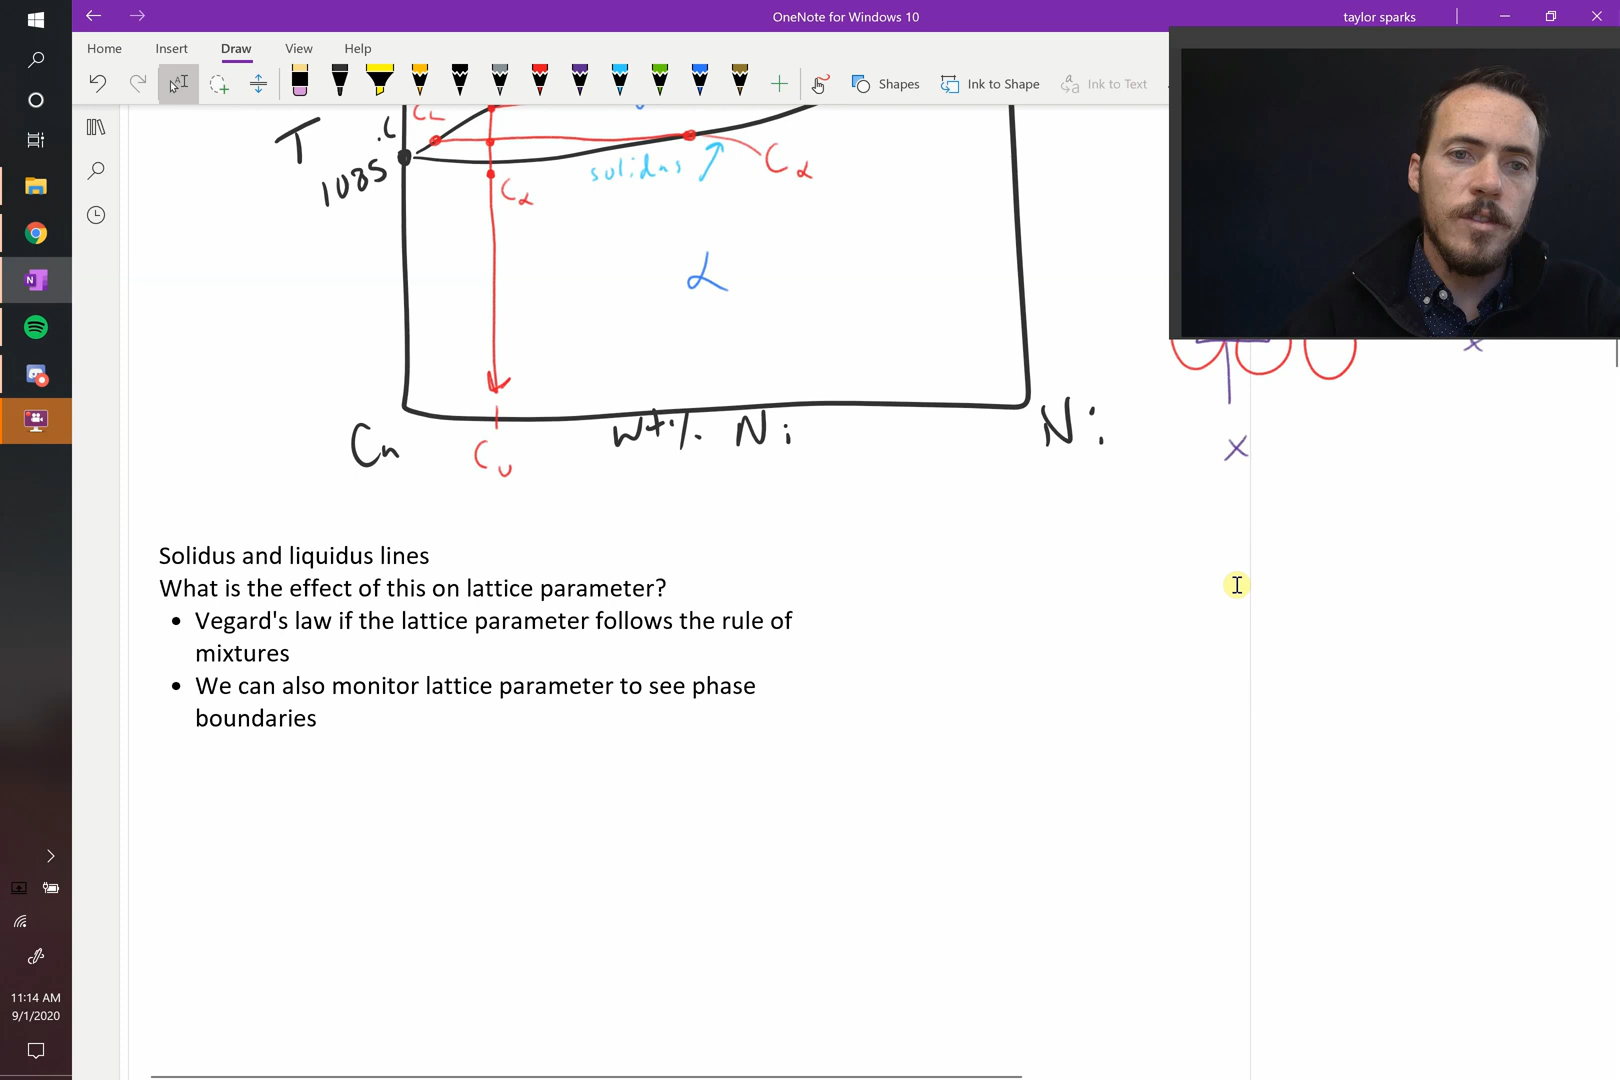 OneNote for Windows 10
taylor sparks
Home Insert Draw View Help
Shapes Ink to Shape Ink to Text
T
CL
1085
solidus
Cα
Cα
α
Cu
C₀
wt% Ni
Ni
x
x
Solidus and liquidus lines
What is the effect of this on lattice parameter?
• Vegard's law if the lattice parameter follows the rule of
mixtures
• We can also monitor lattice parameter to see phase
boundaries
11:14 AM
9/1/2020